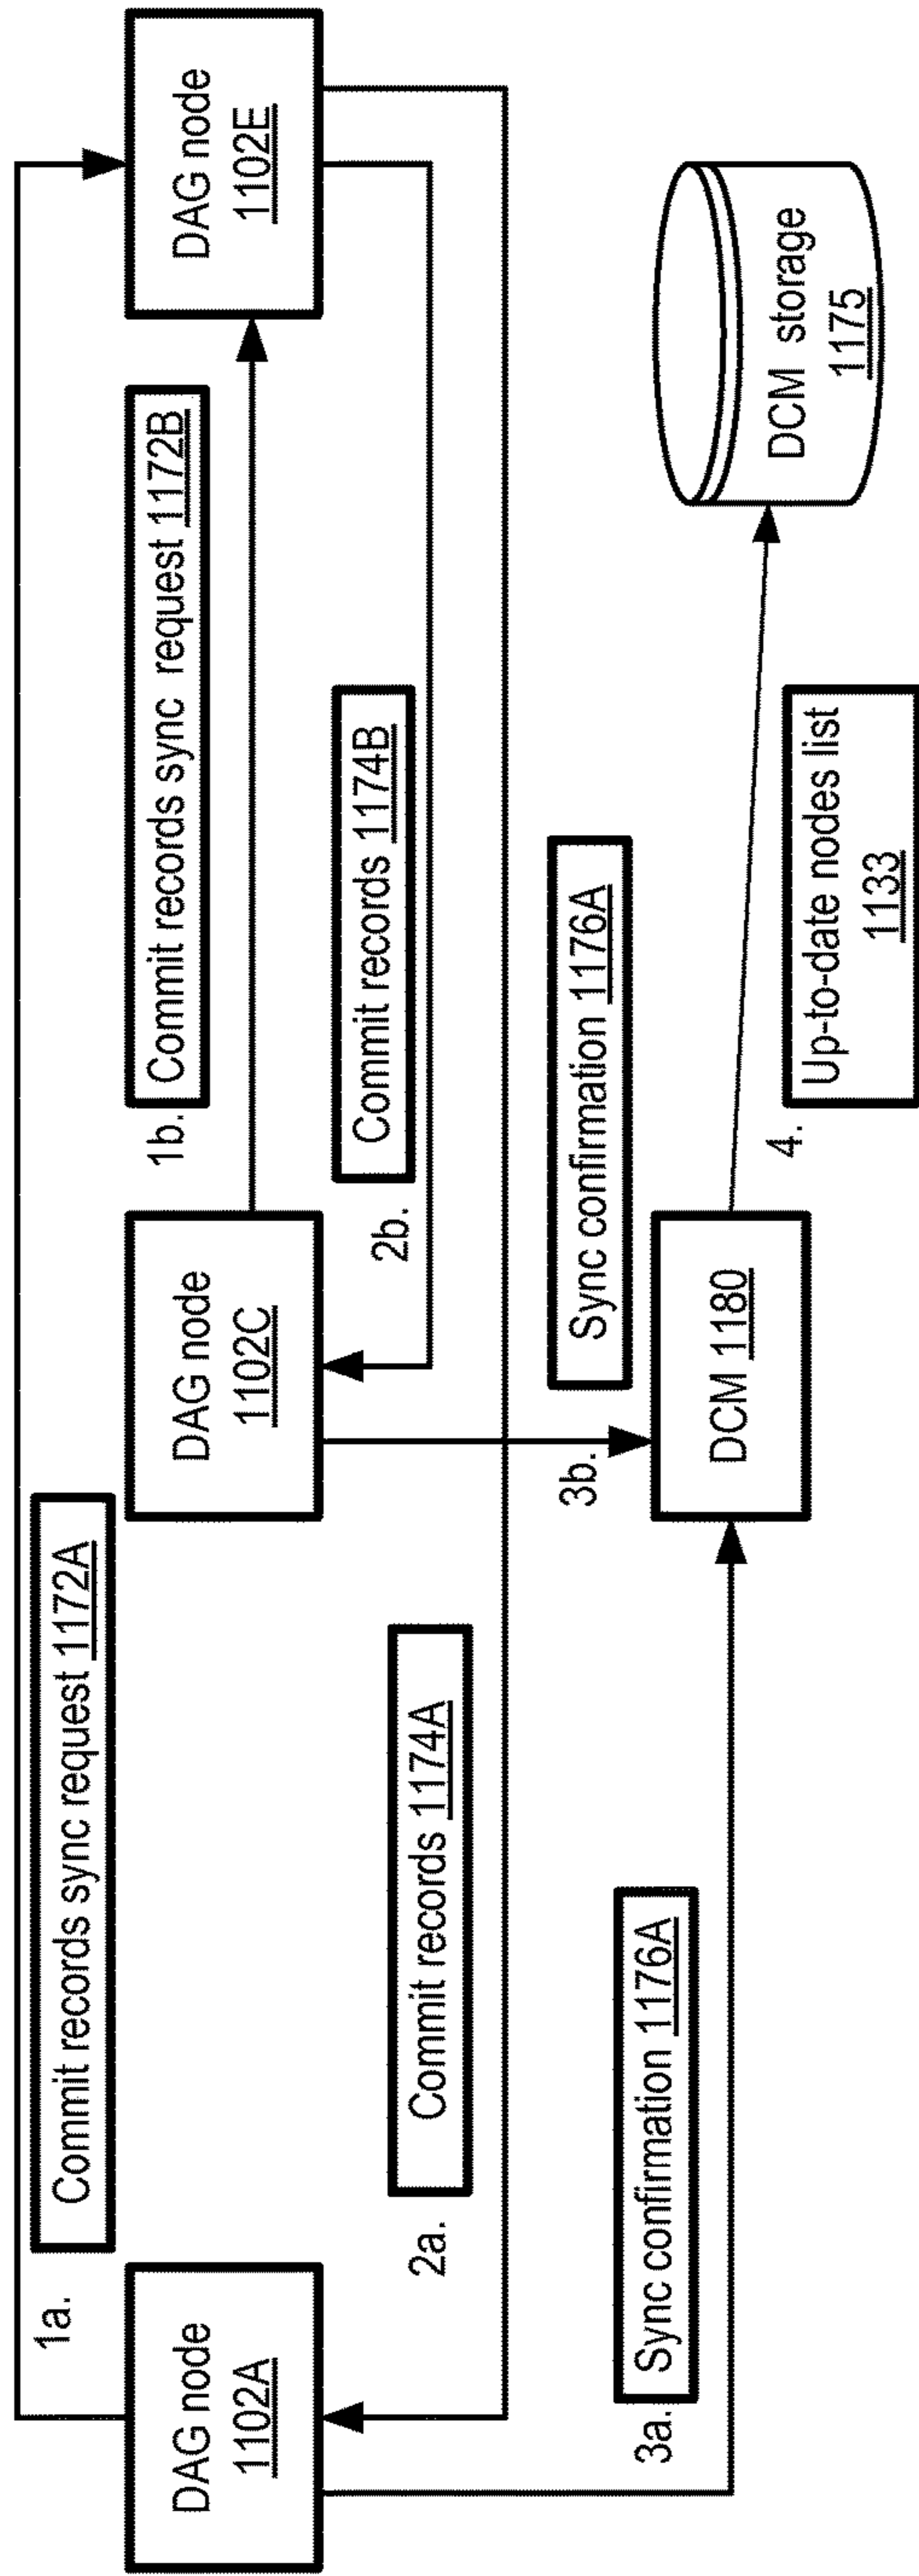 1a.
Commit records sync request 1172A
1b.
Commit records sync request 1172B
DAG node
1102A
DAG node
1102C
DAG node
1102E
2a.
Commit records 1174A
2b.
Commit records 1174B
3a.
Sync confirmation 1176A
3b.
Sync confirmation 1176A
DCM 1180
4.
Up-to-date nodes list
1133
DCM storage
1175